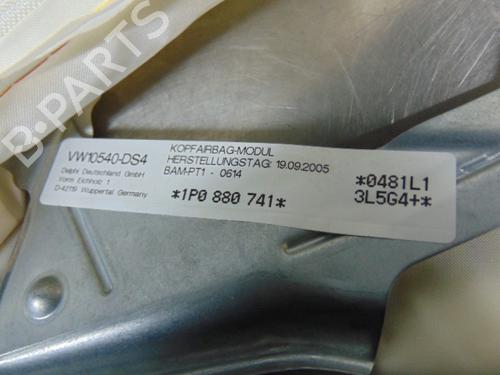 B-PARTS
VW10540-DS4
Delphi Deutschland GmbH
Vorm Eichholz 1
D-42119 Wuppertal Germany
KOPFAIRBAG-MODUL
HERSTELLUNGSTAG: 19.09.2005
BAM-PT1 - 0614
*1P0 880 741*
*0481L1
3L5G4+*